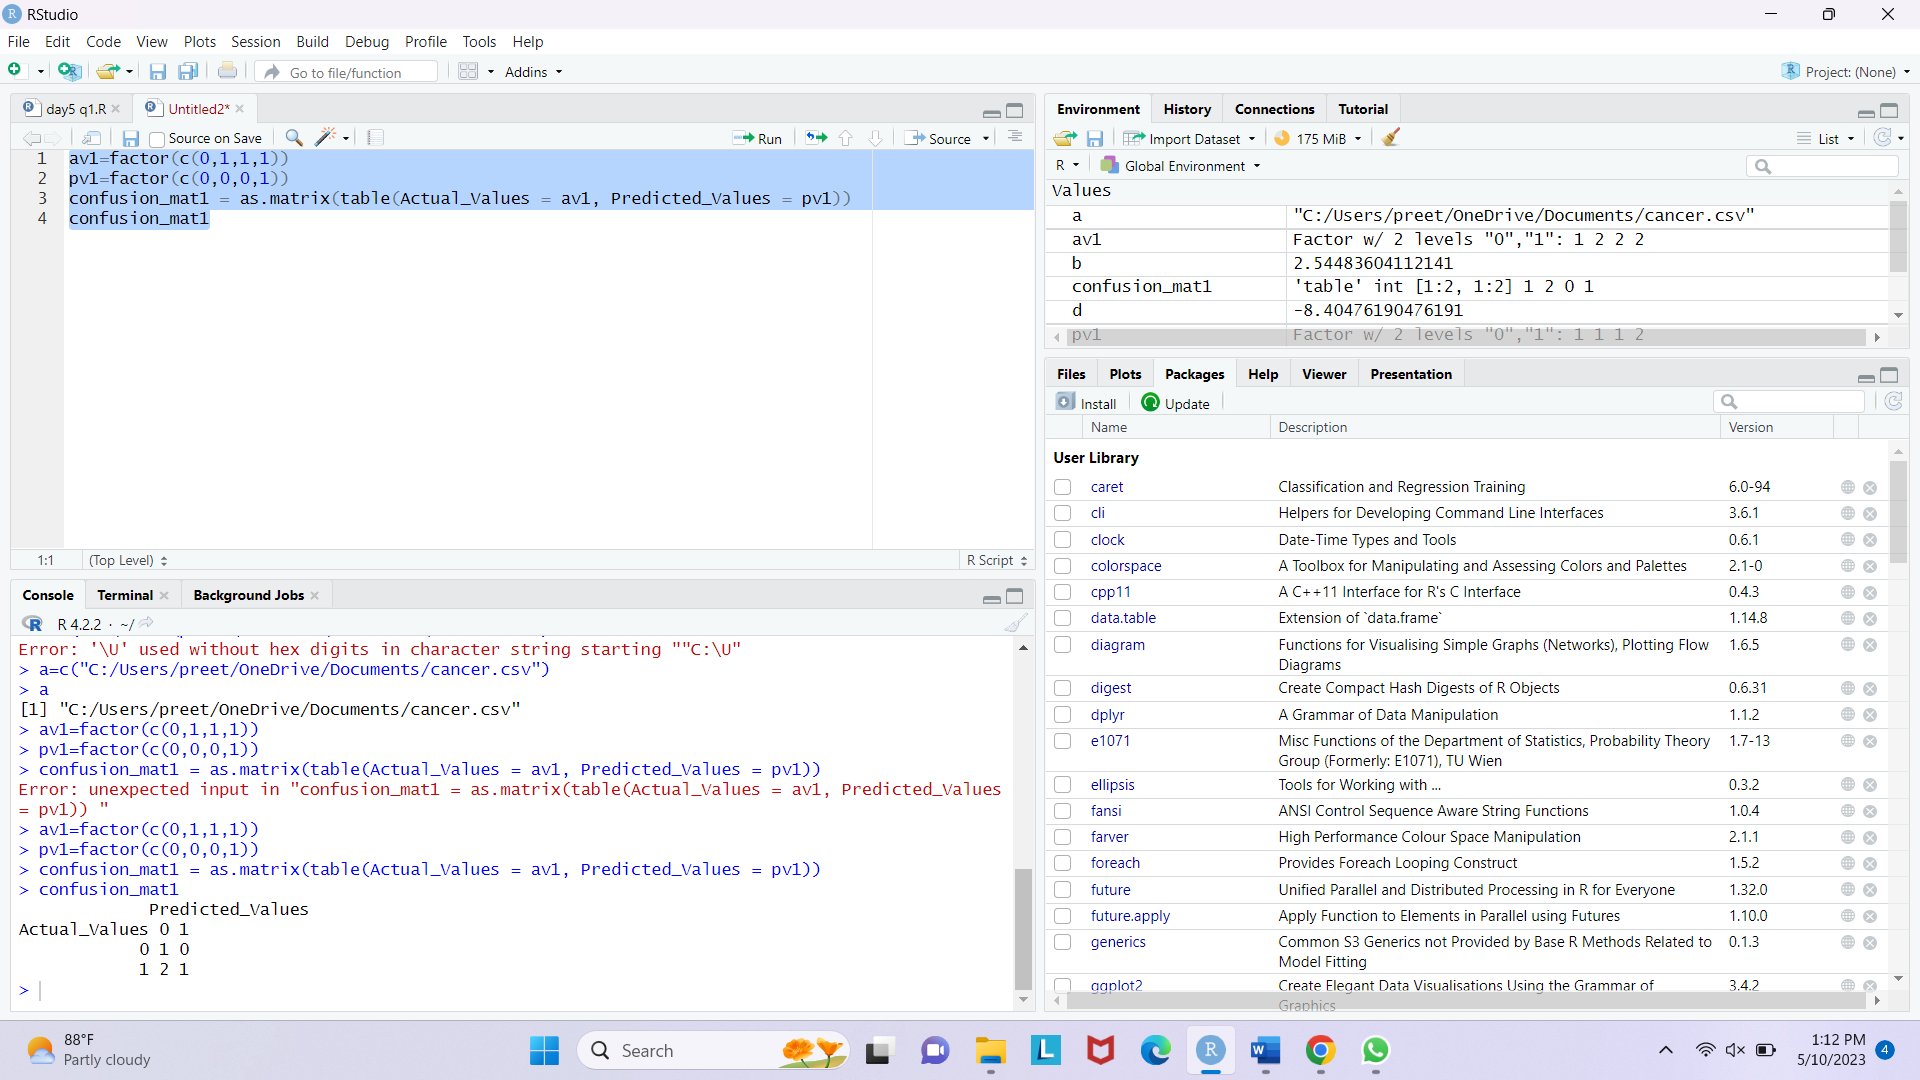 RStudio
File Edit Code View Plots Session Build Debug Profile Tools Help
Go to file/function Addins Project: (None)
day5 q1.R Untitled2*
Source on Save Run Source
1 av1=factor(c(0,1,1,1))
2 pv1=factor(c(0,0,0,1))
3 confusion_mat1 = as.matrix(table(Actual_Values = av1, Predicted_Values = pv1))
4 confusion_mat1
1:1 (Top Level) R Script
Console Terminal Background Jobs
R 4.2.2 · ~/
Error: '\U' used without hex digits in character string starting ""C:\U"
> a=c("C:/Users/preet/OneDrive/Documents/cancer.csv")
> a
[1] "C:/Users/preet/OneDrive/Documents/cancer.csv"
> av1=factor(c(0,1,1,1))
> pv1=factor(c(0,0,0,1))
> confusion_mat1 = as.matrix(table(Actual_Values = av1, Predicted_Values = pv1))
Error: unexpected input in "confusion_mat1 = as.matrix(table(Actual_Values = av1, Predicted_Values
= pv1)) "
> av1=factor(c(0,1,1,1))
> pv1=factor(c(0,0,0,1))
> confusion_mat1 = as.matrix(table(Actual_Values = av1, Predicted_Values = pv1))
> confusion_mat1
Predicted_Values
Actual_Values 0 1
0 1 0
1 2 1
>
Environment History Connections Tutorial
Import Dataset 175 MiB List
R Global Environment
Values
a "C:/Users/preet/OneDrive/Documents/cancer.csv"
av1 Factor w/ 2 levels "0","1": 1 2 2 2
b 2.54483604112141
confusion_mat1 'table' int [1:2, 1:2] 1 2 0 1
d -8.40476190476191
pv1 Factor w/ 2 levels "0","1": 1 1 1 2
Files Plots Packages Help Viewer Presentation
Install Update
Name Description Version
User Library
caret Classification and Regression Training 6.0-94
cli Helpers for Developing Command Line Interfaces 3.6.1
clock Date-Time Types and Tools 0.6.1
colorspace A Toolbox for Manipulating and Assessing Colors and Palettes 2.1-0
cpp11 A C++11 Interface for R's C Interface 0.4.3
data.table Extension of `data.frame` 1.14.8
diagram Functions for Visualising Simple Graphs (Networks), Plotting Flow 1.6.5
Diagrams
digest Create Compact Hash Digests of R Objects 0.6.31
dplyr A Grammar of Data Manipulation 1.1.2
e1071 Misc Functions of the Department of Statistics, Probability Theory 1.7-13
Group (Formerly: E1071), TU Wien
ellipsis Tools for Working with ... 0.3.2
fansi ANSI Control Sequence Aware String Functions 1.0.4
farver High Performance Colour Space Manipulation 2.1.1
foreach Provides Foreach Looping Construct 1.5.2
future Unified Parallel and Distributed Processing in R for Everyone 1.32.0
future.apply Apply Function to Elements in Parallel using Futures 1.10.0
generics Common S3 Generics not Provided by Base R Methods Related to 0.1.3
Model Fitting
ggplot2 Create Elegant Data Visualisations Using the Grammar of 3.4.2
Graphics
88°F
Partly cloudy
Search
1:12 PM
5/10/2023
4